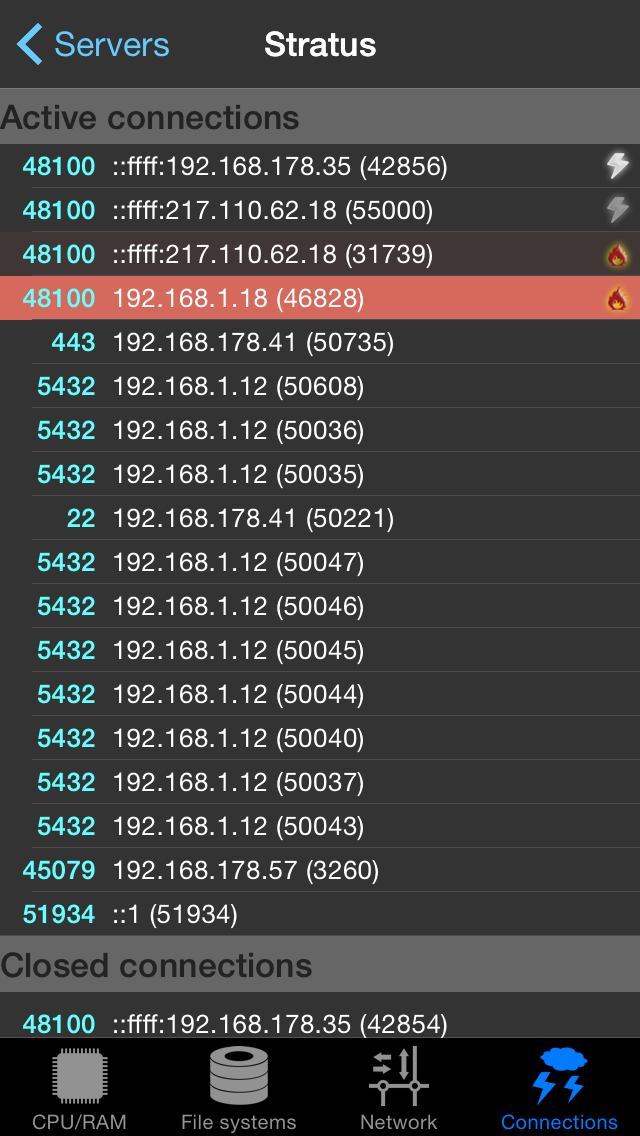 Servers
Stratus
Active connections
48100 ::ffff:192.168.178.35 (42856)
48100 ::ffff:217.110.62.18 (55000)
48100 ::ffff:217.110.62.18 (31739)
48100 192.168.1.18 (46828)
443 192.168.178.41 (50735)
5432 192.168.1.12 (50608)
5432 192.168.1.12 (50036)
5432 192.168.1.12 (50035)
22 192.168.178.41 (50221)
5432 192.168.1.12 (50047)
5432 192.168.1.12 (50046)
5432 192.168.1.12 (50045)
5432 192.168.1.12 (50044)
5432 192.168.1.12 (50040)
5432 192.168.1.12 (50037)
5432 192.168.1.12 (50043)
45079 192.168.178.57 (3260)
51934 ::1 (51934)
Closed connections
48100 ::ffff:192.168.178.35 (42854)
CPU/RAM
File systems
Network
Connections